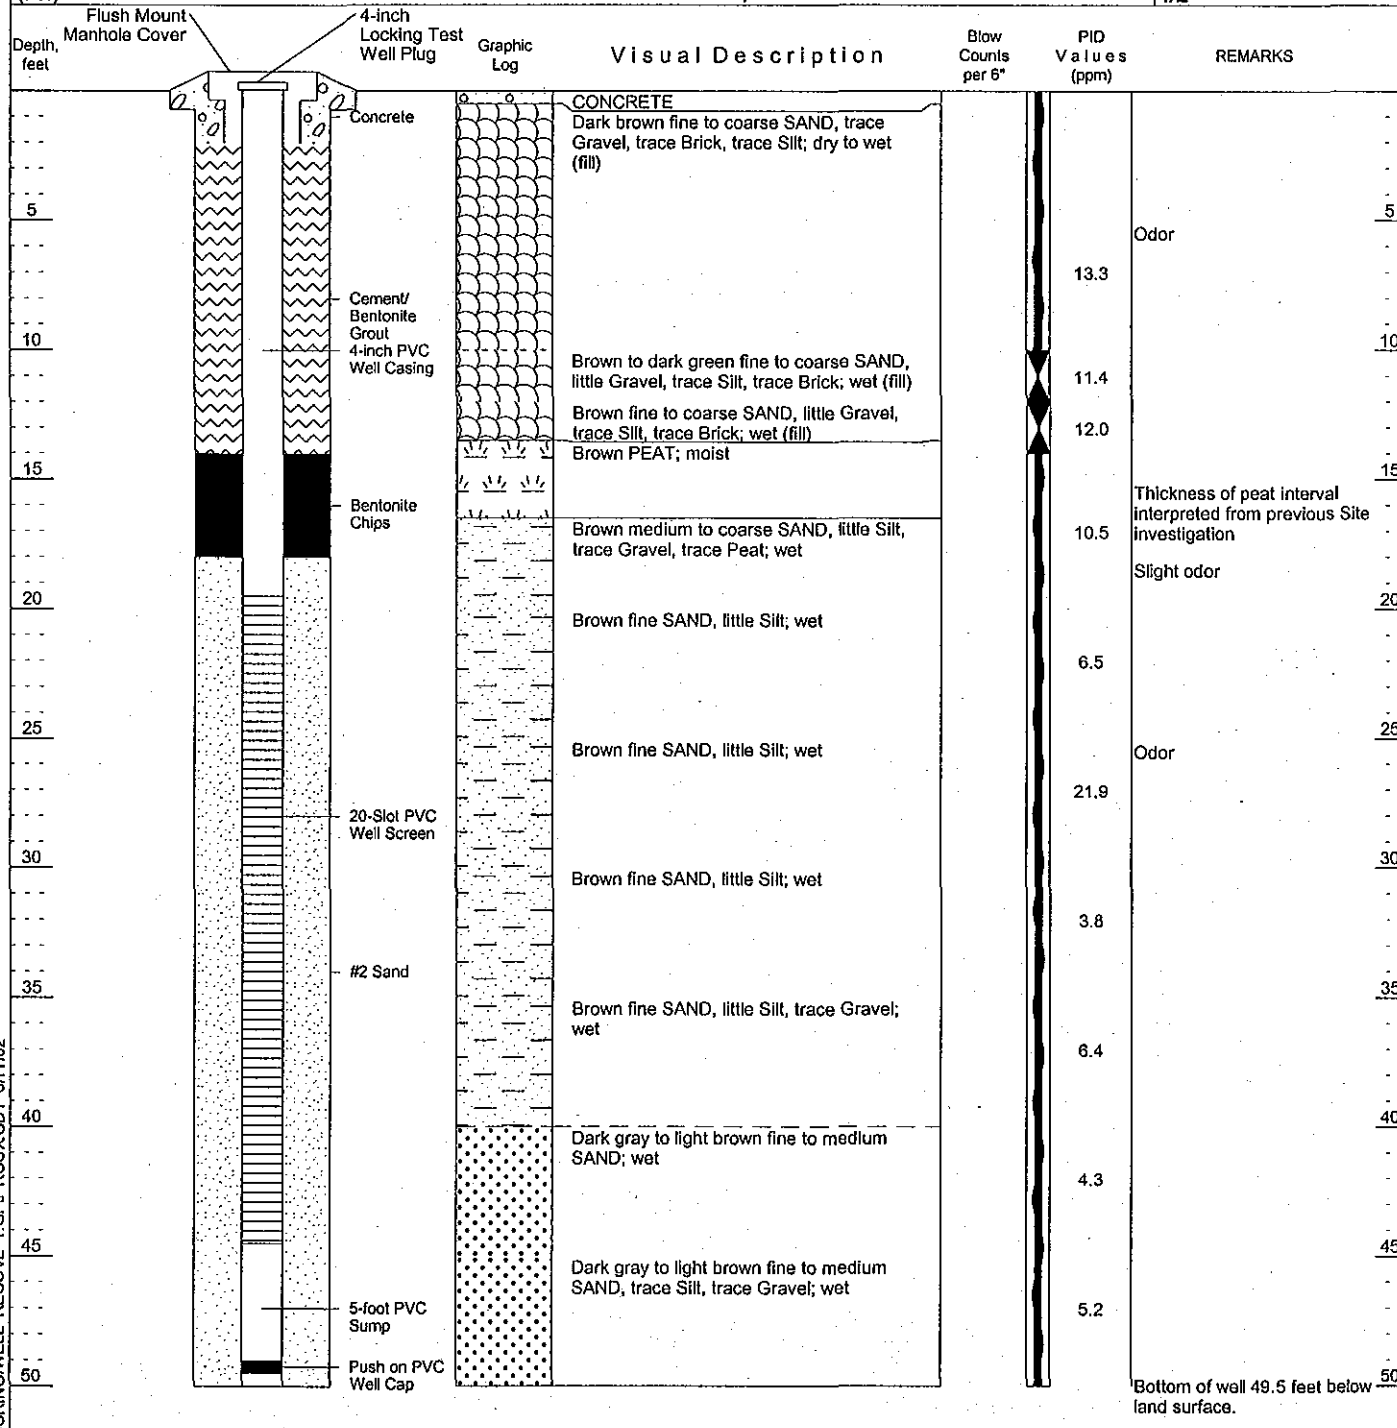 Flush Mount
Manhole Cover
4-inch
Locking Test
Well Plug
Depth,
feet
Graphic
Log
Visual Description
Blow
Counts
per 6"
PID
Values
(ppm)
REMARKS
Concrete
CONCRETE
Dark brown fine to coarse SAND, trace
Gravel, trace Brick, trace Silt; dry to wet
(fill)
5
5
Odor
13.3
Cement/
Bentonite
Grout
4-inch PVC
Well Casing
10
10
Brown to dark green fine to coarse SAND,
little Gravel, trace Silt, trace Brick; wet (fill)
11.4
Brown fine to coarse SAND, little Gravel,
trace Silt, trace Brick; wet (fill)
12.0
Brown PEAT; moist
15
15
Thickness of peat interval
interpreted from previous Site
investigation
Bentonite
Chips
Brown medium to coarse SAND, little Silt,
trace Gravel, trace Peat; wet
10.5
Slight odor
20
20
Brown fine SAND, little Silt; wet
6.5
25
25
Brown fine SAND, little Silt; wet
Odor
21.9
20-Slot PVC
Well Screen
30
30
Brown fine SAND, little Silt; wet
3.8
#2 Sand
35
35
Brown fine SAND, little Silt, trace Gravel;
wet
6.4
40
40
Dark gray to light brown fine to medium
SAND; wet
4.3
45
45
Dark gray to light brown fine to medium
SAND, trace Silt, trace Gravel; wet
5-foot PVC
Sump
5.2
Push on PVC
Well Cap
50
50
Bottom of well 49.5 feet below
land surface.